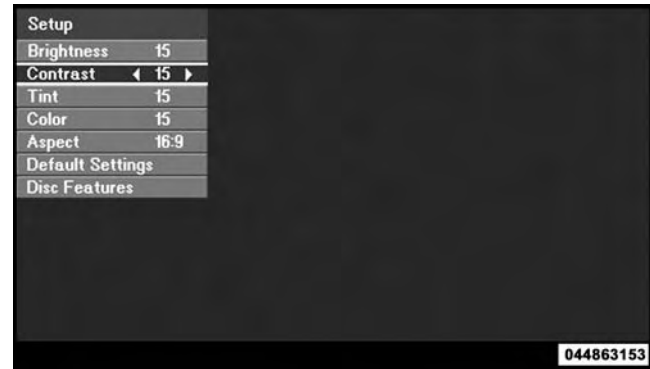 Setup
Brightness 15
Contrast 15
Tint 15
Color 15
Aspect 16:9
Default Settings
Disc Features
044863153